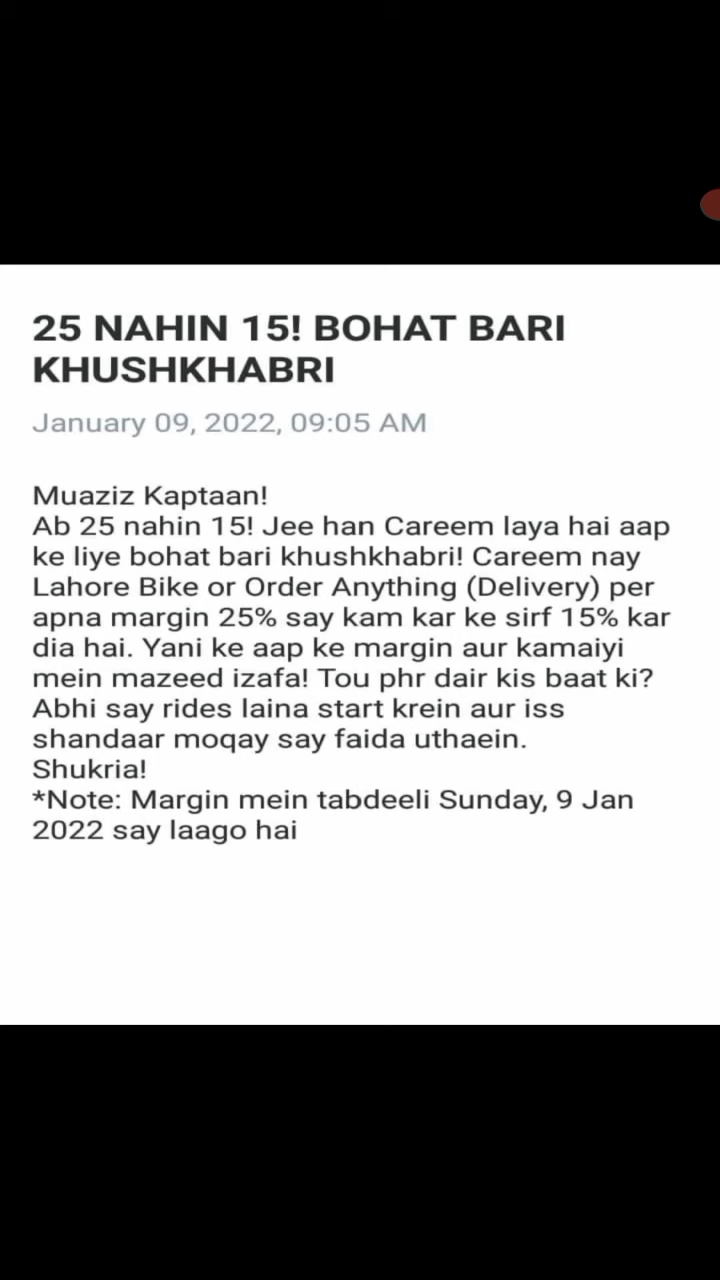 25 NAHIN 15! BOHAT BARI
KHUSHKHABRI
January 09, 2022, 09:05 AM
Muaziz Kaptaan!
Ab 25 nahin 15! Jee han Careem laya hai aap
ke liye bohat bari khushkhabri! Careem nay
Lahore Bike or Order Anything (Delivery) per
apna margin 25% say kam kar ke sirf 15% kar
dia hai. Yani ke aap ke margin aur kamaiyi
mein mazeed izafa! Tou phr dair kis baat ki?
Abhi say rides laina start krein aur iss
shandaar moqay say faida uthaein.
Shukria!
*Note: Margin mein tabdeeli Sunday, 9 Jan
2022 say laago hai